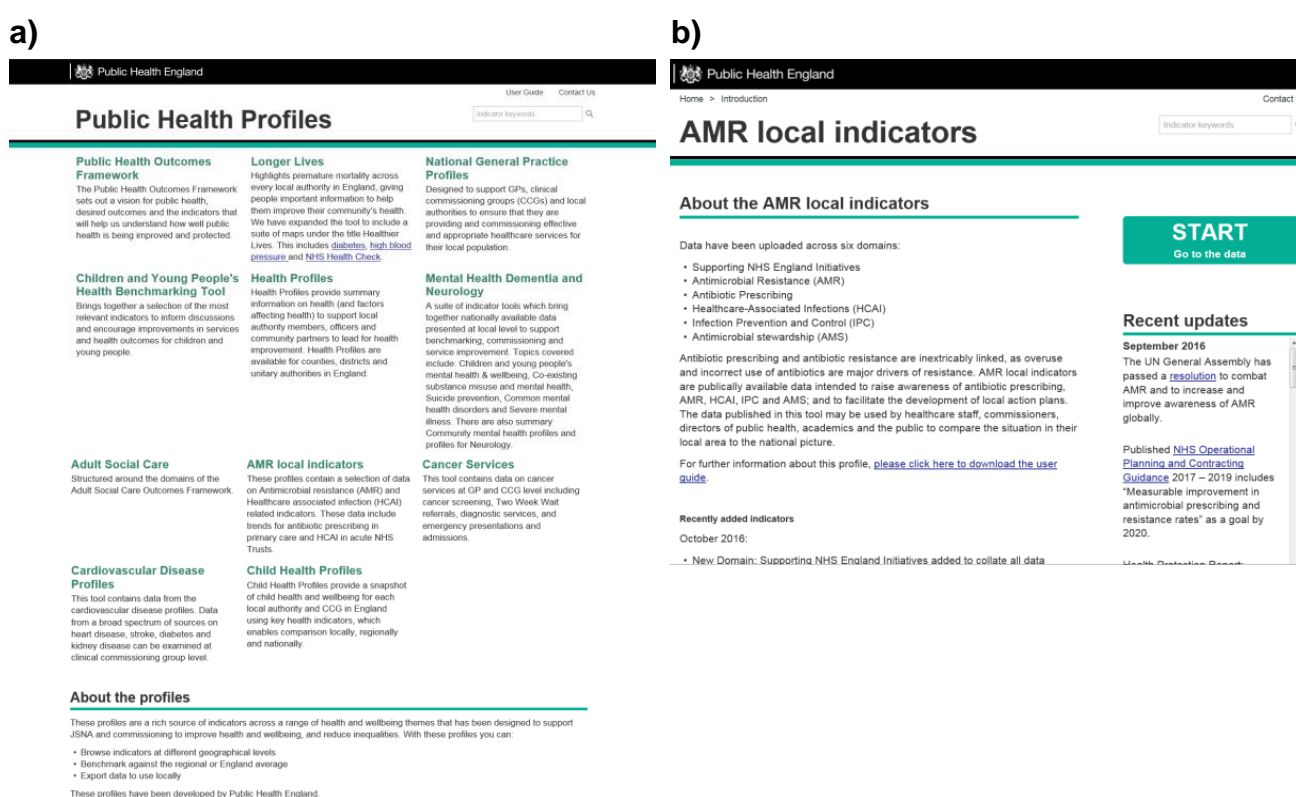 a)
Public Health England
User Guide Contact Us
Public Health Profiles
Indicator keywords
Public Health Outcomes
Framework
The Public Health Outcomes Framework
sets out a vision for public health,
desired outcomes and the indicators that
will help us understand how well public
health is being improved and protected.
Longer Lives
Highlights premature mortality across
every local authority in England, giving
people important information to help
them improve their community's health.
We have expanded the tool to include a
suite of maps under the title Healthier
Lives. This includes diabetes, high blood
pressure and NHS Health Check.
National General Practice
Profiles
Designed to support GPs, clinical
commissioning groups (CCGs) and local
authorities to ensure that they are
providing and commissioning effective
and appropriate healthcare services for
their local population.
Children and Young People's
Health Benchmarking Tool
Brings together a selection of the most
relevant indicators to inform discussions
and encourage improvements in services
and health outcomes for children and
young people.
Health Profiles
Health Profiles provide summary
information on health (and factors
affecting health) to support local
authority members, officers and
community partners to lead for health
improvement. Health Profiles are
available for counties, districts and
unitary authorities in England.
Mental Health Dementia and
Neurology
A suite of indicator tools which bring
together nationally available data
presented at local level to support
benchmarking, commissioning and
service improvement. Topics covered
include: Children and young people's
mental health & wellbeing, Co-existing
substance misuse and mental health,
Suicide prevention, Common mental
health disorders and Severe mental
illness. There are also summary
Community mental health profiles and
profiles for Neurology.
Adult Social Care
Structured around the domains of the
Adult Social Care Outcomes Framework.
AMR local indicators
These profiles contain a selection of data
on Antimicrobial resistance (AMR) and
Healthcare associated infection (HCAI)
related indicators. These data include
trends for antibiotic prescribing in
primary care and HCAI in acute NHS
Trusts.
Cancer Services
This tool contains data on cancer
services at GP and CCG level including
cancer screening, Two Week Wait
referrals, diagnostic services, and
emergency presentations and
admissions.
Cardiovascular Disease
Profiles
This tool contains data from the
cardiovascular disease profiles. Data
from a broad spectrum of sources on
heart disease, stroke, diabetes and
kidney disease can be examined at
clinical commissioning group level.
Child Health Profiles
Child Health Profiles provide a snapshot
of child health and wellbeing for each
local authority and CCG in England
using key health indicators, which
enables comparison locally, regionally
and nationally.
About the profiles
These profiles are a rich source of indicators across a range of health and wellbeing themes that has been designed to support
JSNA and commissioning to improve health and wellbeing, and reduce inequalities. With these profiles you can:
• Browse indicators at different geographical levels
• Benchmark against the regional or England average
• Export data to use locally
These profiles have been developed by Public Health England.
b)
Public Health England
Home > Introduction
Contact
AMR local indicators
Indicator keywords
About the AMR local indicators
Data have been uploaded across six domains:
• Supporting NHS England Initiatives
• Antimicrobial Resistance (AMR)
• Antibiotic Prescribing
• Healthcare-Associated Infections (HCAI)
• Infection Prevention and Control (IPC)
• Antimicrobial stewardship (AMS)
Antibiotic prescribing and antibiotic resistance are inextricably linked, as overuse
and incorrect use of antibiotics are major drivers of resistance. AMR local indicators
are publically available data intended to raise awareness of antibiotic prescribing,
AMR, HCAI, IPC and AMS; and to facilitate the development of local action plans.
The data published in this tool may be used by healthcare staff, commissioners,
directors of public health, academics and the public to compare the situation in their
local area to the national picture.
For further information about this profile, please click here to download the user
guide.
Recently added indicators
October 2016:
• New Domain: Supporting NHS England Initiatives added to collate all data
START
Go to the data
Recent updates
September 2016
The UN General Assembly has
passed a resolution to combat
AMR and to increase and
improve awareness of AMR
globally.
Published NHS Operational
Planning and Contracting
Guidance 2017 – 2019 includes
"Measurable improvement in
antimicrobial prescribing and
resistance rates" as a goal by
2020.
Health Protection Report: